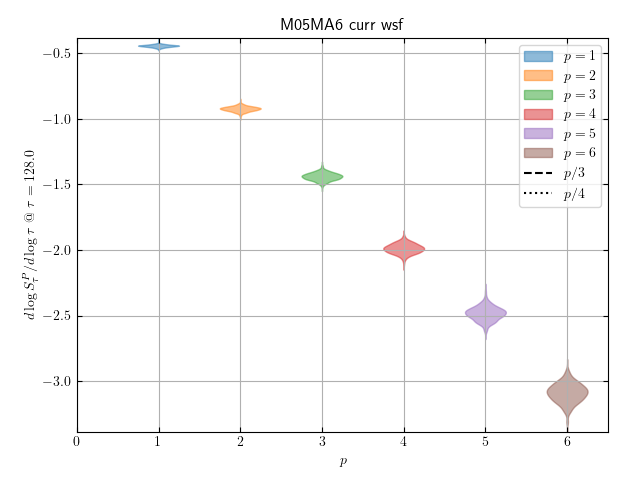 M05MA6 curr wsf
d log S_τ^P / d log τ @ τ = 128.0
−0.5
−1.0
−1.5
−2.0
−2.5
−3.0
0 1 2 3 4 5 6
p
p = 1
p = 2
p = 3
p = 4
p = 5
p = 6
p/3
p/4